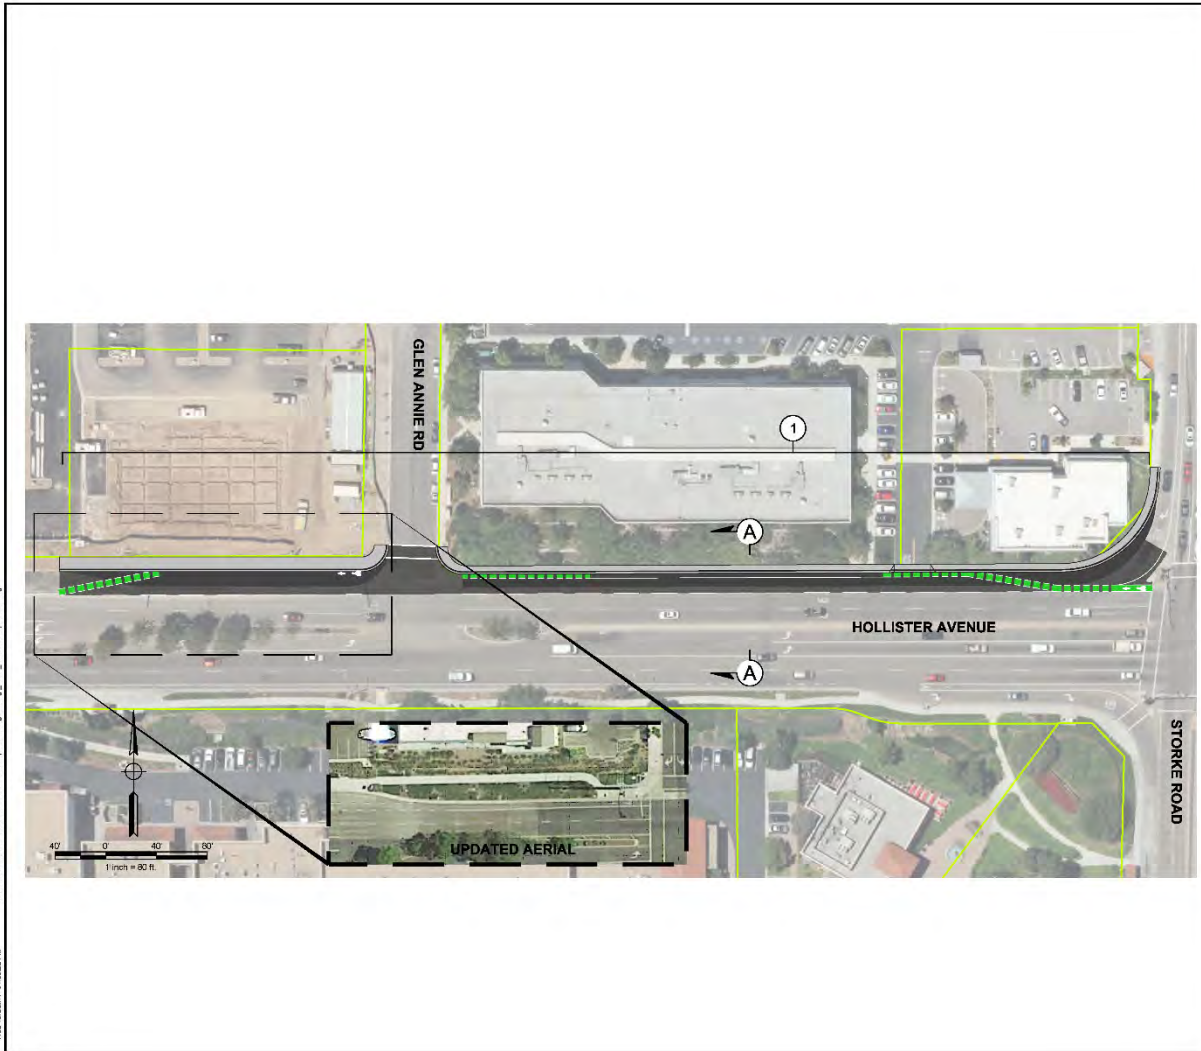 GLEN ANNIE RD
1
A
HOLLISTER AVENUE
A
STORKE ROAD
UPDATED AERIAL
40' 0 40' 80'
1 inch = 80 ft.